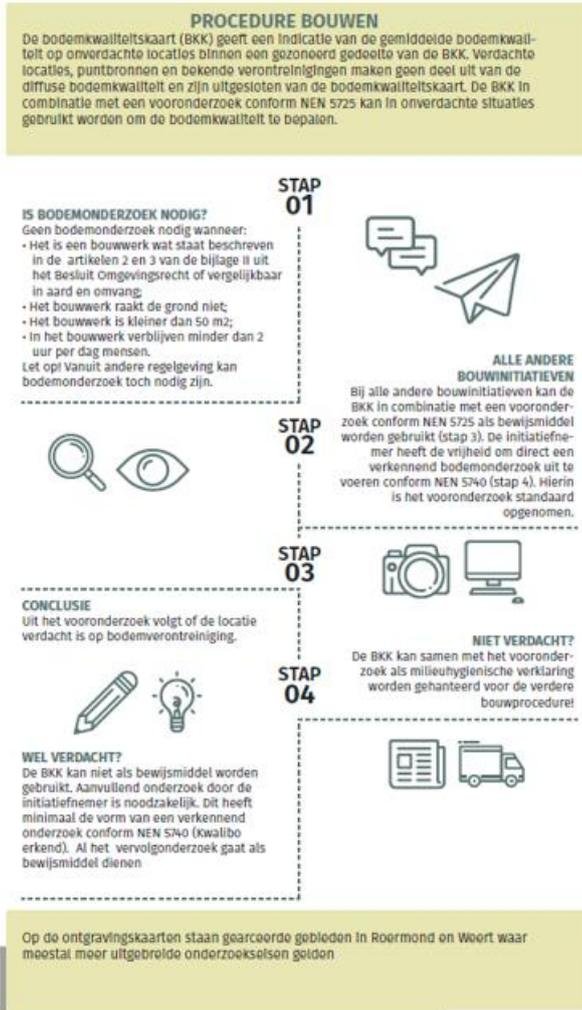 PROCEDURE BOUWEN
De bodemkwaliteitskaart (BKK) geeft een indicatie van de gemiddelde bodemkwali-
teit op onverdachte locaties binnen een gezoneerd gedeelte van de BKK. Verdachte
locaties, puntbronnen en bekende verontreinigingen maken geen deel uit van de
diffuse bodemkwaliteit en zijn uitgesloten van de bodemkwaliteitskaart. De BKK in
combinatie met een vooronderzoek conform NEN 5725 kan in onverdachte situaties
gebruikt worden om de bodemkwaliteit te bepalen.
STAP
01
IS BODEMONDERZOEK NODIG?
Geen bodemonderzoek nodig wanneer:
• Het is een bouwwerk wat staat beschreven
in de artikelen 2 en 3 van de bijlage II uit
het Besluit Omgevingsrecht of vergelijkbaar
in aard en omvang;
• Het bouwwerk raakt de grond niet;
• Het bouwwerk is kleiner dan 50 m2;
• In het bouwwerk verblijven minder dan 2
uur per dag mensen.
Let op! Vanuit andere regelgeving kan
bodemonderzoek toch nodig zijn.
STAP
02
ALLE ANDERE
BOUWINITIATIEVEN
Bij alle andere bouwinitiatieven kan de
BKK in combinatie met een vooronder-
zoek conform NEN 5725 als bewijsmiddel
worden gebruikt (stap 3). De initiatiefne-
mer heeft de vrijheid om direct een
verkennend bodemonderzoek uit te
voeren conform NEN 5740 (stap 4). Hierin
is het vooronderzoek standaard
opgenomen.
STAP
03
CONCLUSIE
Uit het vooronderzoek volgt of de locatie
verdacht is op bodemverontreiniging.
NIET VERDACHT?
De BKK kan samen met het vooronder-
zoek als milieuhygienische verklaring
worden gehanteerd voor de verdere
bouwprocedure!
STAP
04
WEL VERDACHT?
De BKK kan niet als bewijsmiddel worden
gebruikt. Aanvullend onderzoek door de
initiatiefnemer is noodzakelijk. Dit heeft
minimaal de vorm van een verkennend
onderzoek conform NEN 5740 (Kwalibo
erkend). Al het vervolgonderzoek gaat als
bewijsmiddel dienen
Op de ontgravingskaarten staan gearceerde gebieden in Roermond en Weert waar
meestal meer uitgebreide onderzoekseisen gelden